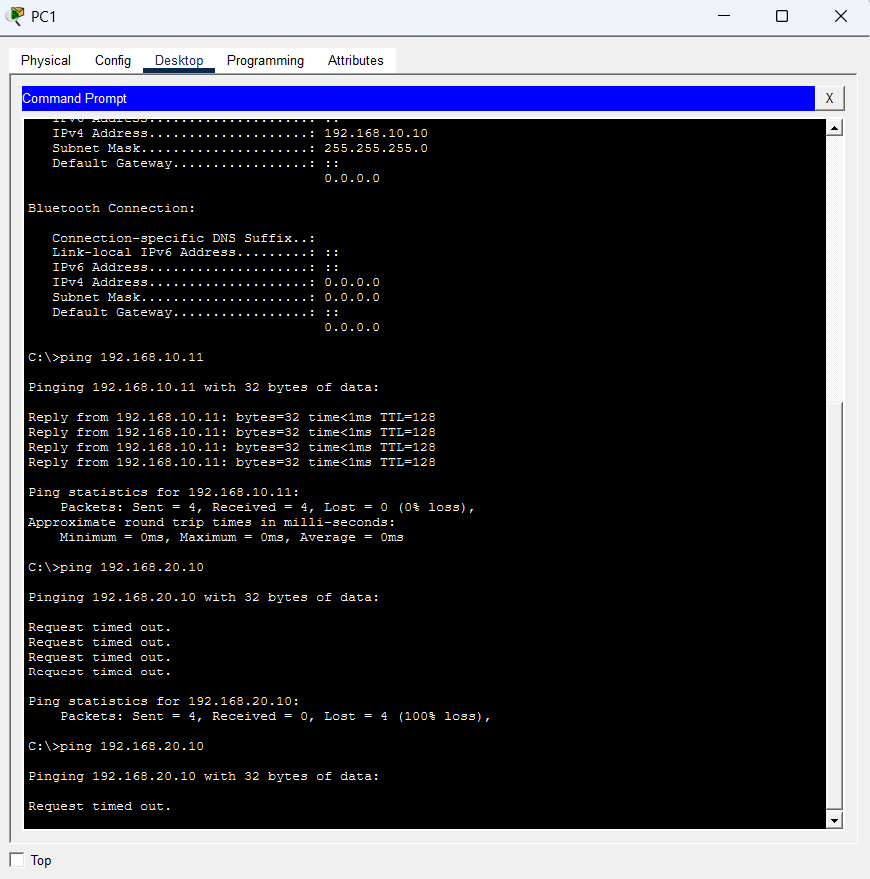 PC1
Physical Config Desktop Programming Attributes
Command Prompt X
IPv6 Address....................: ::
IPv4 Address....................: 192.168.10.10
Subnet Mask.....................: 255.255.255.0
Default Gateway.................: ::
0.0.0.0
Bluetooth Connection:
Connection-specific DNS Suffix..:
Link-local IPv6 Address.........: ::
IPv6 Address....................: ::
IPv4 Address....................: 0.0.0.0
Subnet Mask.....................: 0.0.0.0
Default Gateway.................: ::
0.0.0.0
C:\>ping 192.168.10.11
Pinging 192.168.10.11 with 32 bytes of data:
Reply from 192.168.10.11: bytes=32 time<1ms TTL=128
Reply from 192.168.10.11: bytes=32 time<1ms TTL=128
Reply from 192.168.10.11: bytes=32 time<1ms TTL=128
Reply from 192.168.10.11: bytes=32 time<1ms TTL=128
Ping statistics for 192.168.10.11:
Packets: Sent = 4, Received = 4, Lost = 0 (0% loss),
Approximate round trip times in milli-seconds:
Minimum = 0ms, Maximum = 0ms, Average = 0ms
C:\>ping 192.168.20.10
Pinging 192.168.20.10 with 32 bytes of data:
Request timed out.
Request timed out.
Request timed out.
Request timed out.
Ping statistics for 192.168.20.10:
Packets: Sent = 4, Received = 0, Lost = 4 (100% loss),
C:\>ping 192.168.20.10
Pinging 192.168.20.10 with 32 bytes of data:
Request timed out.
Top